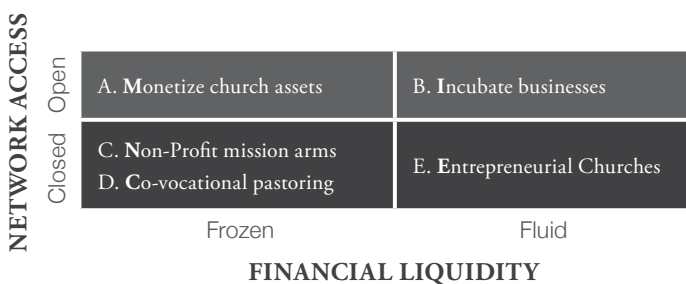 NETWORK ACCESS
Open
A. Monetize church assets
B. Incubate businesses
Closed
C. Non-Profit mission arms
D. Co-vocational pastoring
E. Entrepreneurial Churches
Frozen
Fluid
FINANCIAL LIQUIDITY